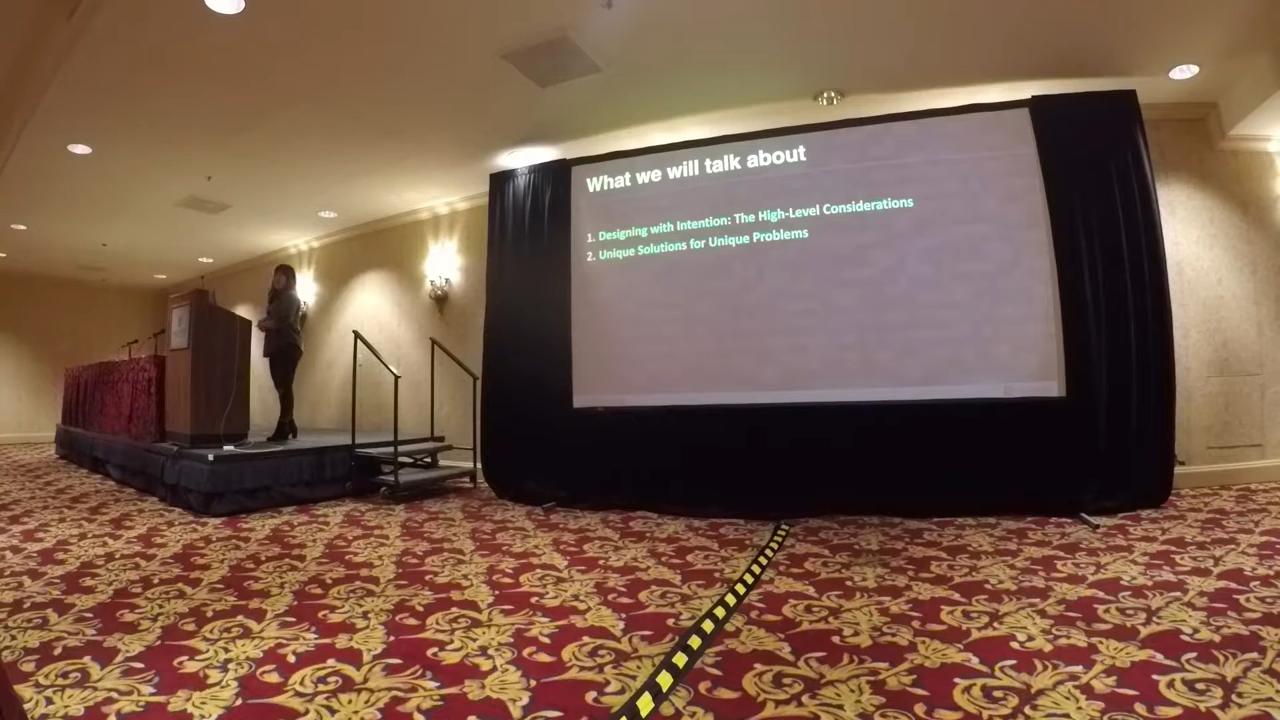 What we will talk about
1. Designing with Intention: The High-Level Considerations
2. Unique Solutions for Unique Problems